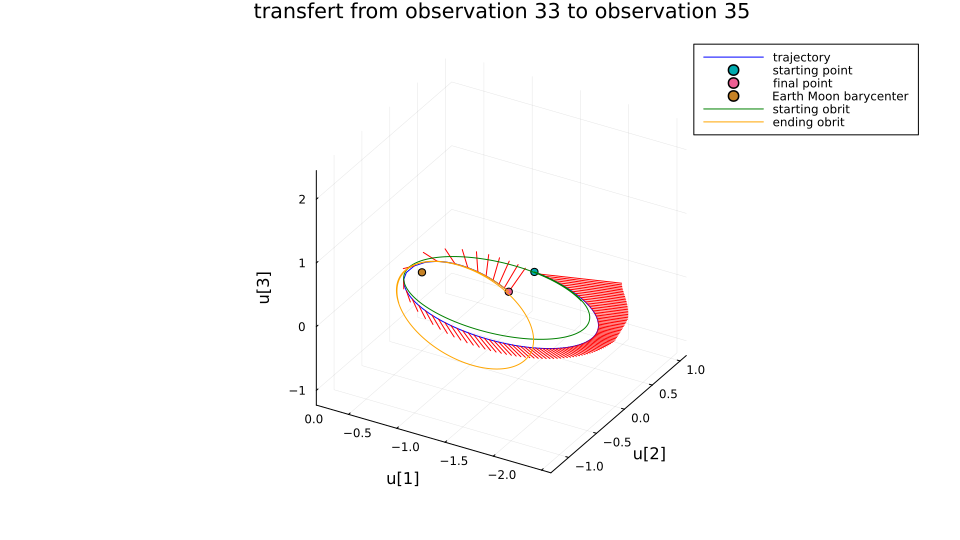 transfert from observation 33 to observation 35
trajectory
starting point
final point
Earth Moon barycenter
starting obrit
ending obrit
u[3]
2
1
0
−1
0.0
−0.5
−1.0
−1.5
−2.0
u[1]
1.0
0.5
0.0
−0.5
−1.0
u[2]